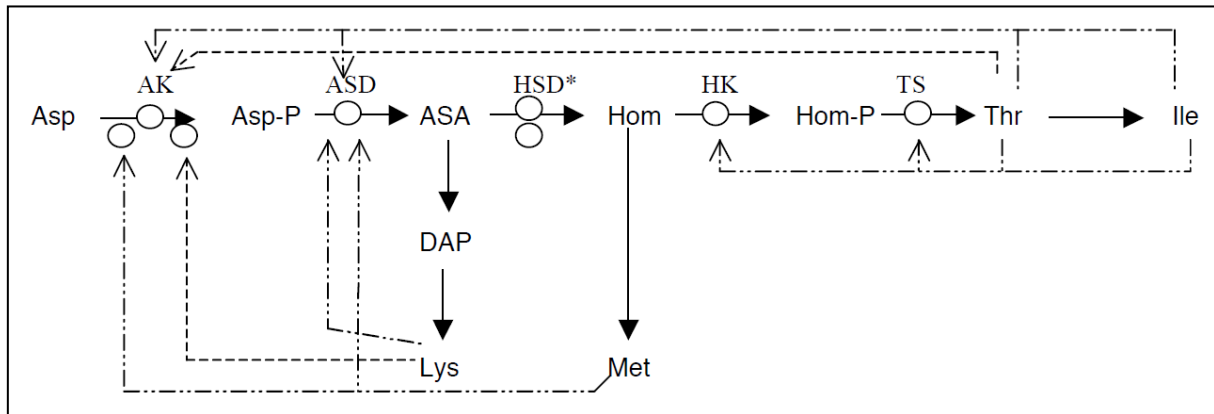 AK ASD HSD* HK TS
Asp Asp-P ASA Hom Hom-P Thr Ile
DAP
Lys Met